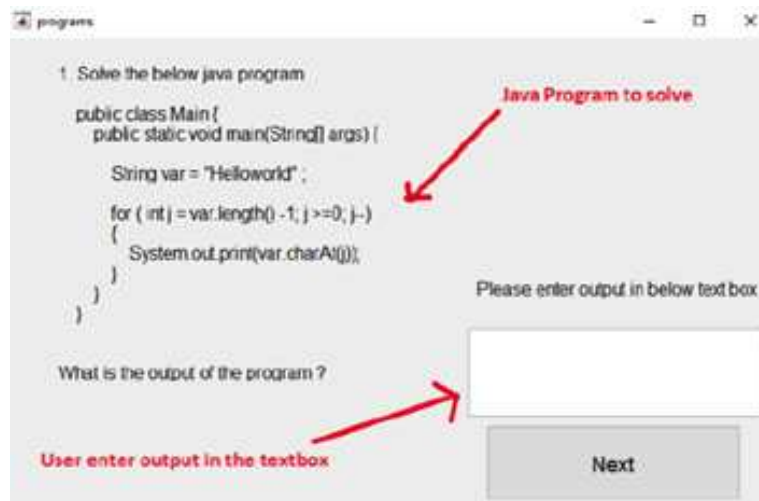 programs
1. Solve the below java program
Java Program to solve
public class Main {
public static void main(String[] args) {
String var = "Helloworld" ;
for ( int j = var.length() -1; j >=0; j--)
{
System.out.print(var.charAt(j));
}
}
}
Please enter output in below text box
What is the output of the program ?
User enter output in the textbox
Next